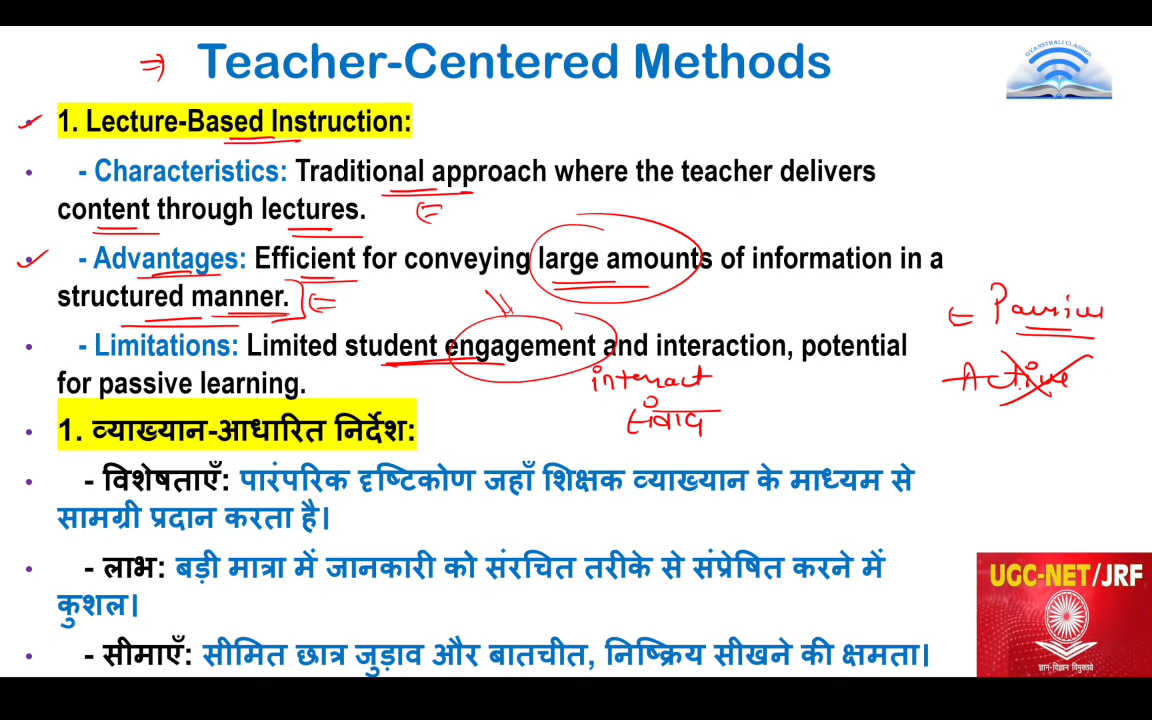 Teacher-Centered Methods
GYANSTHALI CLASSES
1. Lecture-Based Instruction:
- Characteristics: Traditional approach where the teacher delivers
content through lectures.
- Advantages: Efficient for conveying large amounts of information in a
structured manner.
Passive
- Limitations: Limited student engagement and interaction, potential
for passive learning.
interact
Active
संवाद
1. व्याख्यान-आधारित निर्देश:
- विशेषताएँ: पारंपरिक दृष्टिकोण जहाँ शिक्षक व्याख्यान के माध्यम से
सामग्री प्रदान करता है।
- लाभ: बड़ी मात्रा में जानकारी को संरचित तरीके से संप्रेषित करने में
कुशल।
- सीमाएँ: सीमित छात्र जुड़ाव और बातचीत, निष्क्रिय सीखने की क्षमता।
UGC-NET/JRF
ज्ञान-विज्ञान विमुक्तये